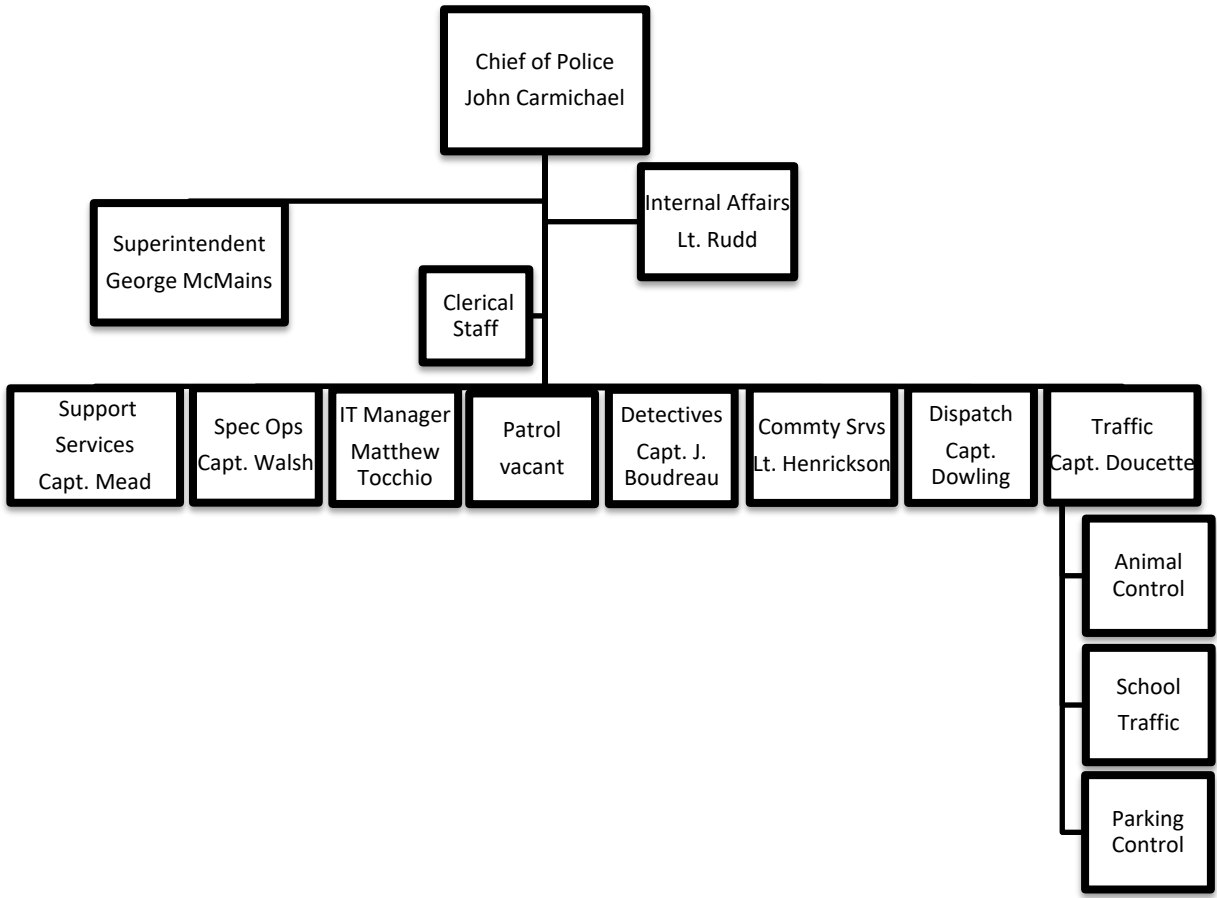 Chief of Police
John Carmichael
Internal Affairs
Lt. Rudd
Superintendent
George McMains
Clerical
Staff
Support
Services
Capt. Mead
Spec Ops
Capt. Walsh
IT Manager
Matthew
Tocchio
Patrol
vacant
Detectives
Capt. J.
Boudreau
Commty Srvs
Lt. Henrickson
Dispatch
Capt.
Dowling
Traffic
Capt. Doucette
Animal
Control
School
Traffic
Parking
Control